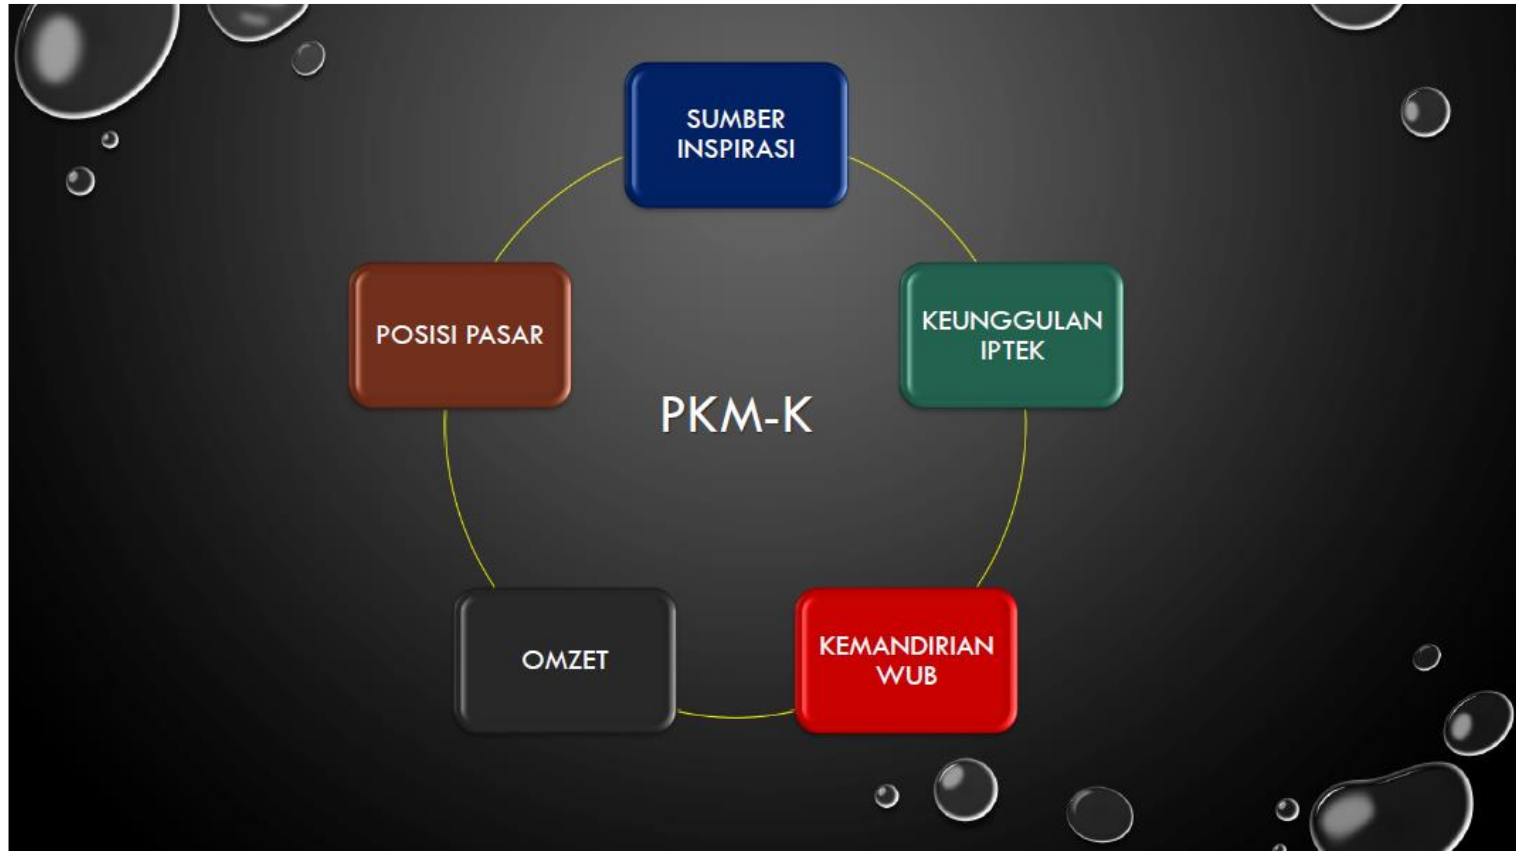 SUMBER
INSPIRASI
KEUNGGULAN
IPTEK
KEMANDIRIAN
WUB
OMZET
POSISI PASAR
PKM-K